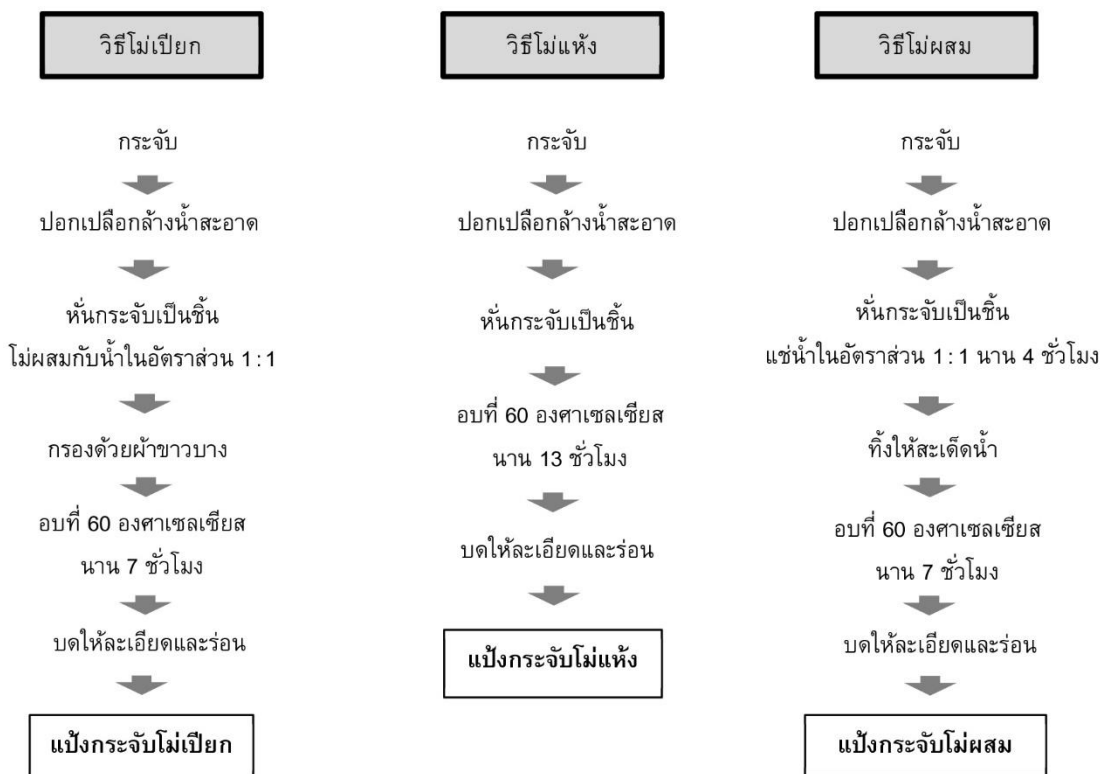 วิธีโม่เปียก
กระจับ
ปอกเปลือกล้างน้ำสะอาด
หั่นกระจับเป็นชิ้น
โม่ผสมกับน้ำในอัตราส่วน 1:1
กรองด้วยผ้าขาวบาง
อบที่ 60 องศาเซลเซียส
นาน 7 ชั่วโมง
บดให้ละเอียดและร่อน
แป้งกระจับโม่เปียก
วิธีโม่แห้ง
กระจับ
ปอกเปลือกล้างน้ำสะอาด
หั่นกระจับเป็นชิ้น
อบที่ 60 องศาเซลเซียส
นาน 13 ชั่วโมง
บดให้ละเอียดและร่อน
แป้งกระจับโม่แห้ง
วิธีโม่ผสม
กระจับ
ปอกเปลือกล้างน้ำสะอาด
หั่นกระจับเป็นชิ้น
แช่น้ำในอัตราส่วน 1:1 นาน 4 ชั่วโมง
ทิ้งให้สะเด็ดน้ำ
อบที่ 60 องศาเซลเซียส
นาน 7 ชั่วโมง
บดให้ละเอียดและร่อน
แป้งกระจับโม่ผสม